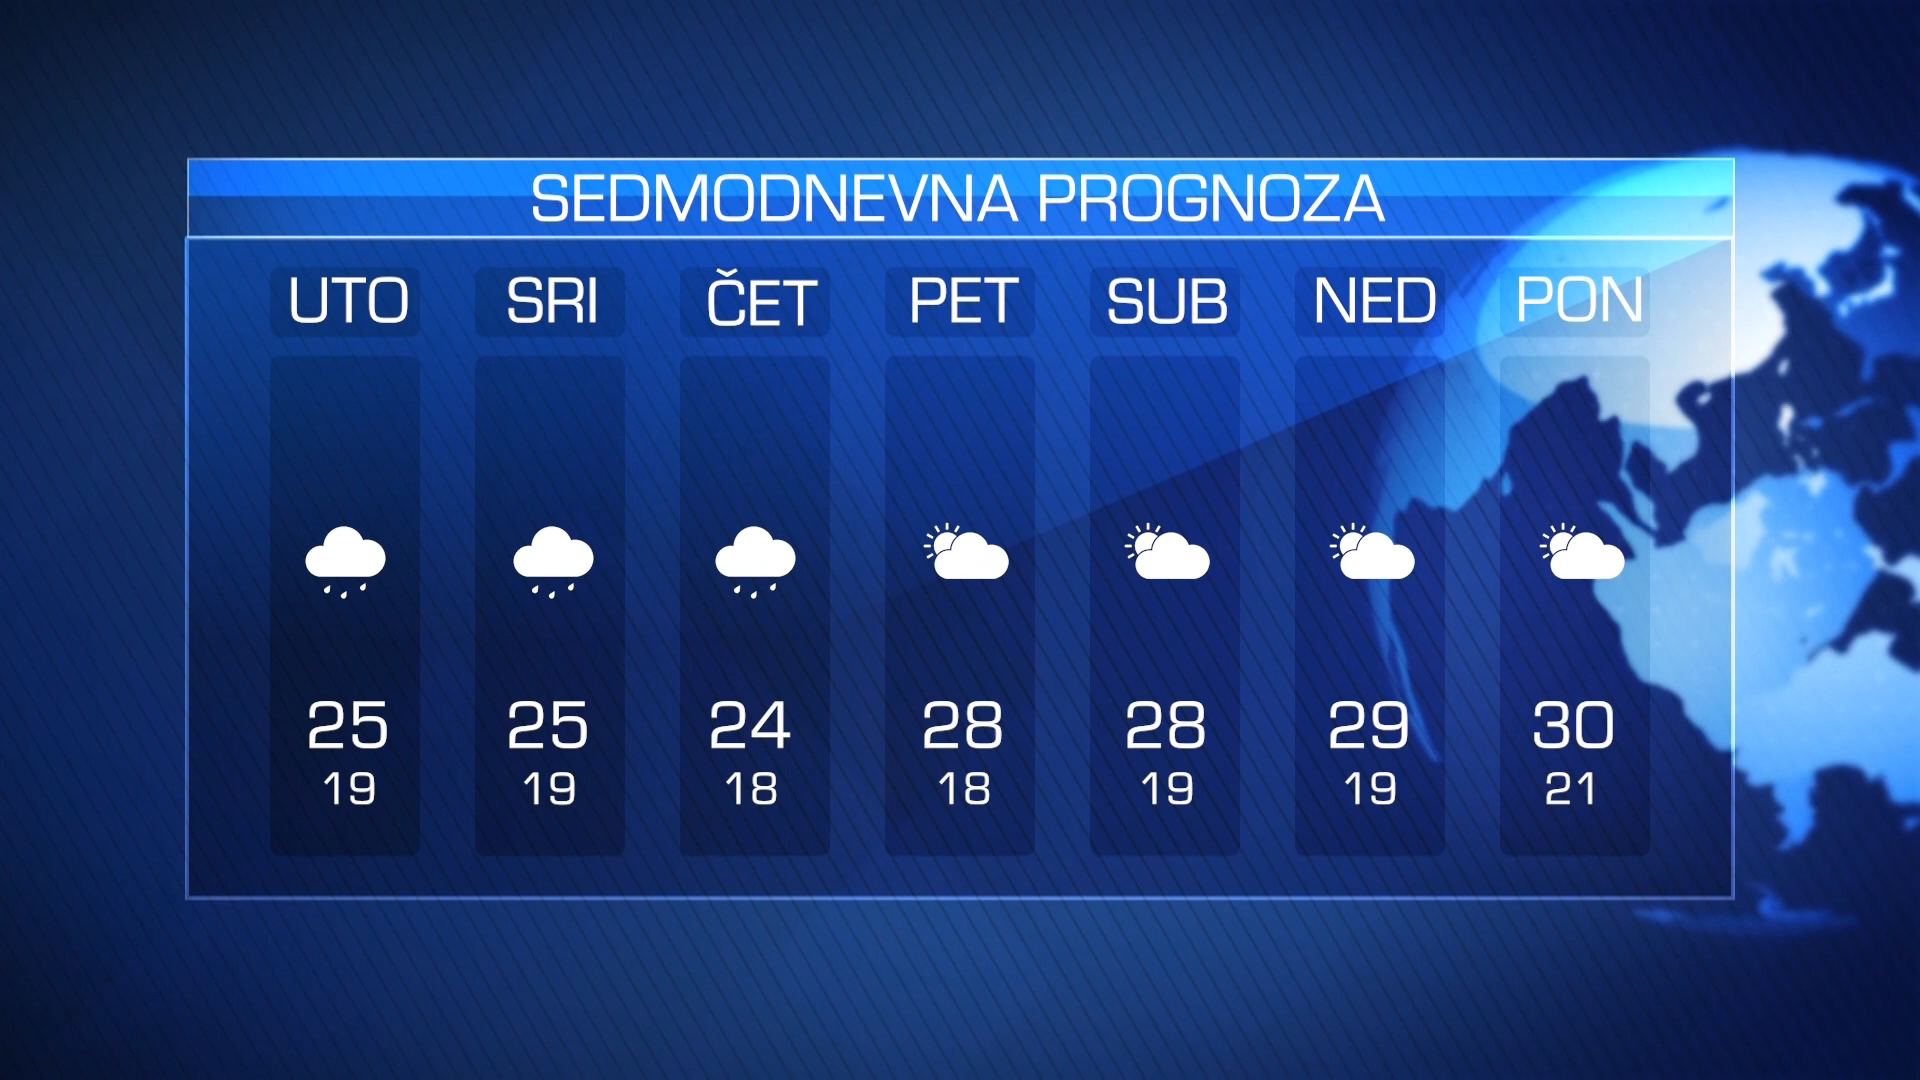 SEDMODNEVNA PROGNOZA
UTO SRI ČET PET SUB NED PON
25 25 24 28 28 29 30
19 19 18 18 19 19 21